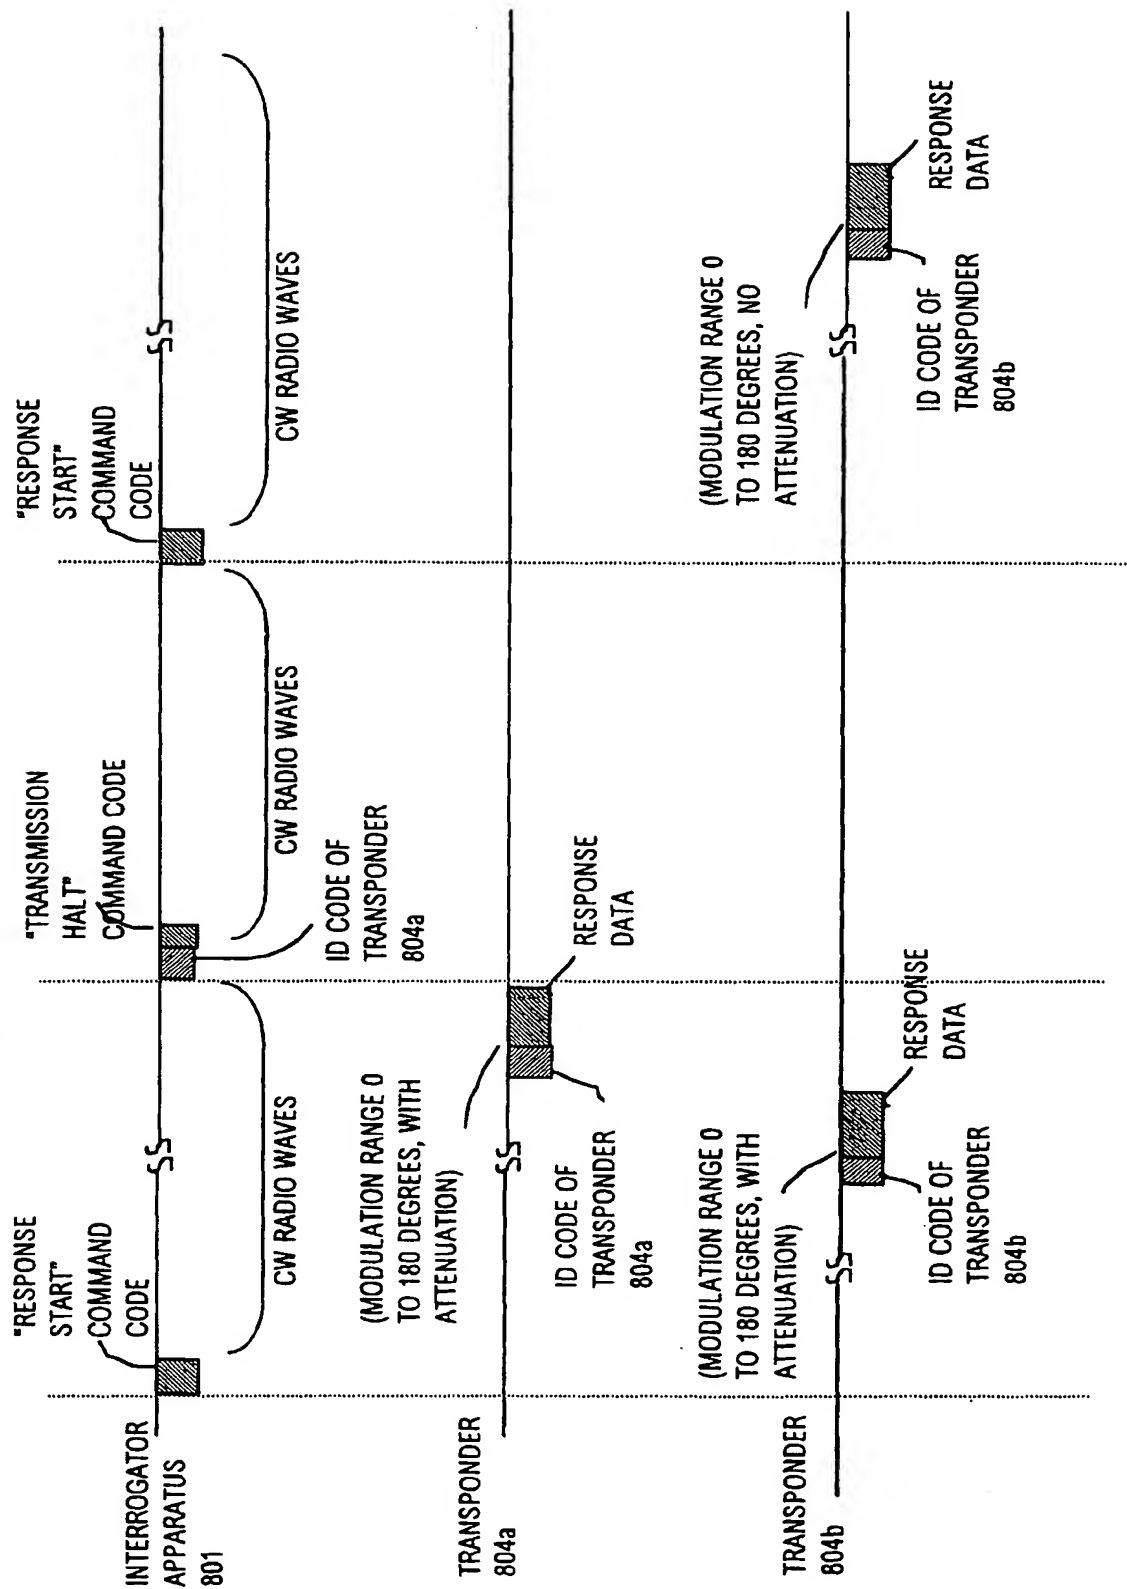 INTERROGATOR
APPARATUS
801
"RESPONSE
START"
COMMAND
CODE
CW RADIO WAVES
"TRANSMISSION
HALT"
COMMAND CODE
ID CODE OF
TRANSPONDER
804a
CW RADIO WAVES
"RESPONSE
START"
COMMAND
CODE
CW RADIO WAVES
TRANSPONDER
804a
(MODULATION RANGE 0
TO 180 DEGREES, WITH
ATTENUATION)
ID CODE OF
TRANSPONDER
804a
RESPONSE
DATA
TRANSPONDER
804b
(MODULATION RANGE 0
TO 180 DEGREES, WITH
ATTENUATION)
ID CODE OF
TRANSPONDER
804b
RESPONSE
DATA
(MODULATION RANGE 0
TO 180 DEGREES, NO
ATTENUATION)
ID CODE OF
TRANSPONDER
804b
RESPONSE
DATA